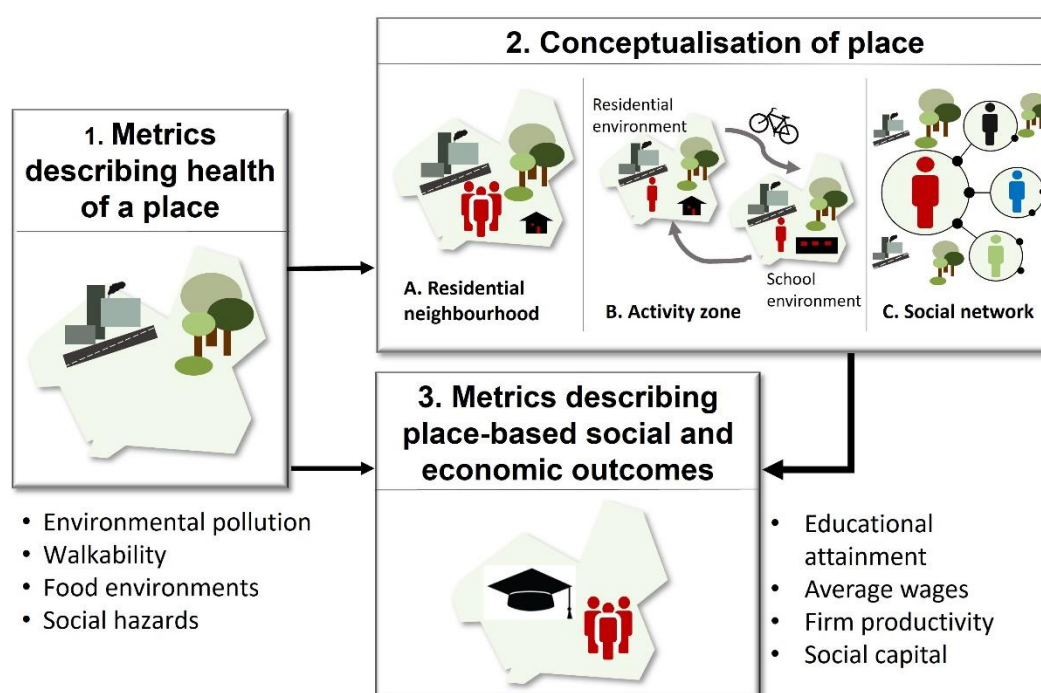 1. Metrics
describing health
of a place
• Environmental pollution
• Walkability
• Food environments
• Social hazards
2. Conceptualisation of place
A. Residential
neighbourhood
Residential
environment
School
environment
B. Activity zone
C. Social network
3. Metrics describing
place-based social and
economic outcomes
• Educational
attainment
• Average wages
• Firm productivity
• Social capital